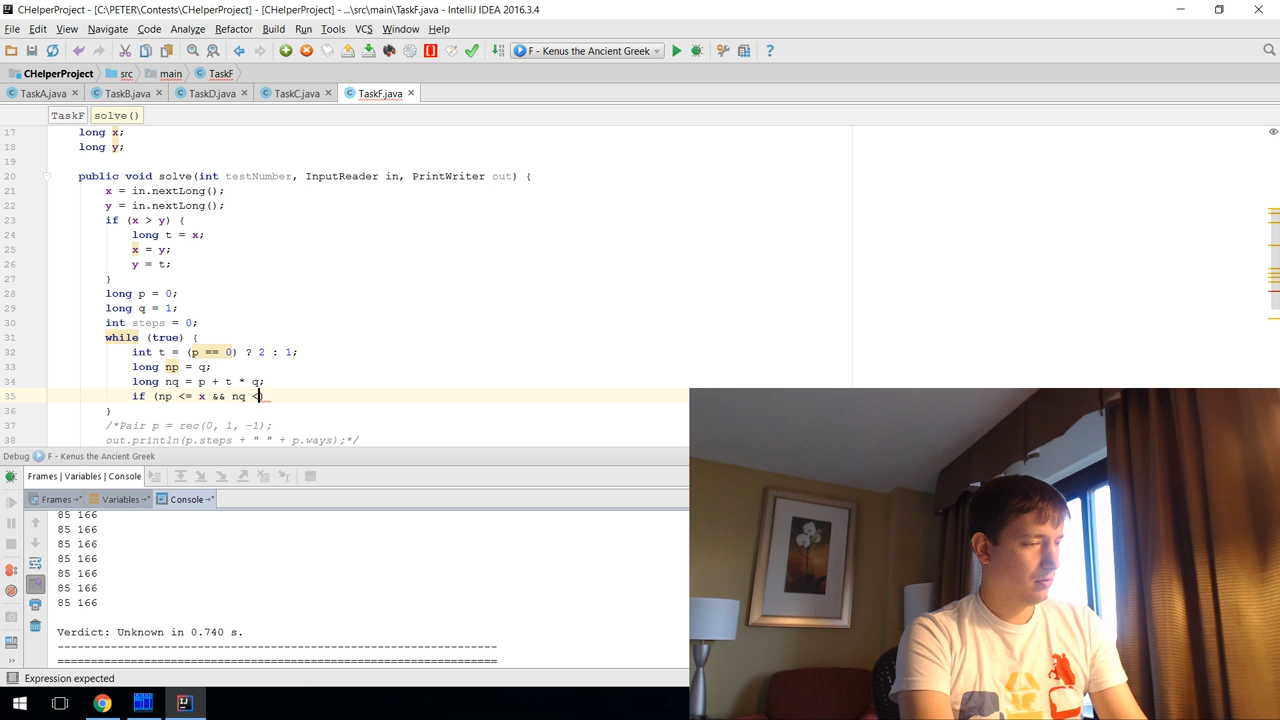 CHelperProject - [C:\PETER\Contests\CHelperProject] - [CHelperProject] - ...\src\main\TaskF.java - IntelliJ IDEA 2016.3.4
File Edit View Navigate Code Analyze Refactor Build Run Tools VCS Window Help
F - Kenus the Ancient Greek
CHelperProject src main TaskF
TaskA.java TaskB.java TaskD.java TaskC.java TaskF.java
TaskF solve()
17 long x;
18 long y;
19
20 public void solve(int testNumber, InputReader in, PrintWriter out) {
21 x = in.nextLong();
22 y = in.nextLong();
23 if (x > y) {
24 long t = x;
25 x = y;
26 y = t;
27 }
28 long p = 0;
29 long q = 1;
30 int steps = 0;
31 while (true) {
32 int t = (p == 0) ? 2 : 1;
33 long np = q;
34 long nq = p + t * q;
35 if (np <= x && nq <)
36 }
37 /*Pair p = rec(0, 1, -1);
38 out.println(p.steps + " " + p.ways);*/
Debug F - Kenus the Ancient Greek
Frames | Variables | Console
Frames Variables Console
85 166
85 166
85 166
85 166
85 166
85 166
85 166
Verdict: Unknown in 0.740 s.
------------------------------------------------------------------
==================================================================
Expression expected